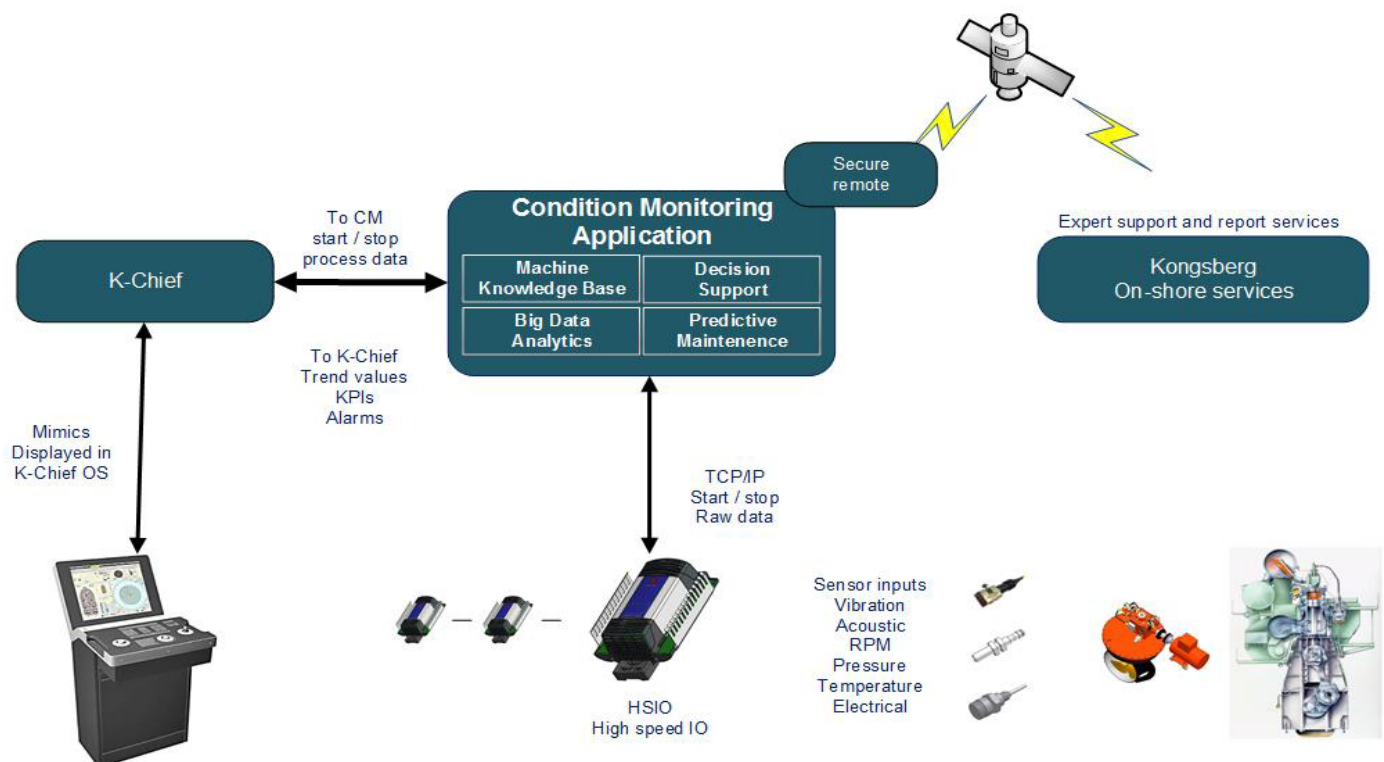 Secure
remote
Condition Monitoring
Application
Machine
Knowledge Base
Decision
Support
Big Data
Analytics
Predictive
Maintenence
To CM
start / stop
process data
K-Chief
To K-Chief
Trend values
KPIs
Alarms
Expert support and report services
Kongsberg
On-shore services
Mimics
Displayed in
K-Chief OS
TCP/IP
Start / stop
Raw data
HSIO
High speed IO
Sensor inputs
Vibration
Acoustic
RPM
Pressure
Temperature
Electrical